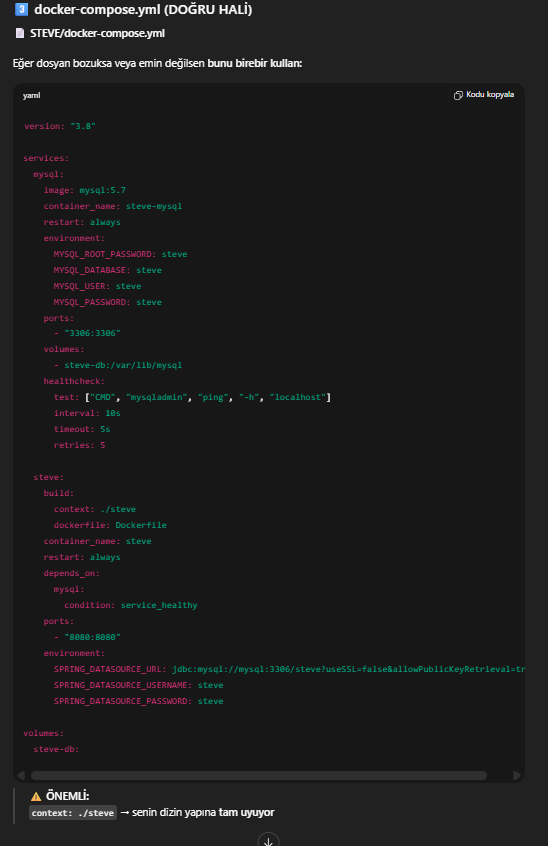 3 docker-compose.yml (DOĞRU HALİ)
STEVE/docker-compose.yml
Eğer dosyan bozuksa veya emin değilsen bunu birebir kullan:
yaml Kodu kopyala
version: "3.8"
services:
  mysql:
    image: mysql:5.7
    container_name: steve-mysql
    restart: always
    environment:
      MYSQL_ROOT_PASSWORD: steve
      MYSQL_DATABASE: steve
      MYSQL_USER: steve
      MYSQL_PASSWORD: steve
    ports:
      - "3306:3306"
    volumes:
      - steve-db:/var/lib/mysql
    healthcheck:
      test: ["CMD", "mysqladmin", "ping", "-h", "localhost"]
      interval: 10s
      timeout: 5s
      retries: 5
  steve:
    build:
      context: ./steve
      dockerfile: Dockerfile
    container_name: steve
    restart: always
    depends_on:
      mysql:
        condition: service_healthy
    ports:
      - "8080:8080"
    environment:
      SPRING_DATASOURCE_URL: jdbc:mysql://mysql:3306/steve?useSSL=false&allowPublicKeyRetrieval=tr
      SPRING_DATASOURCE_USERNAME: steve
      SPRING_DATASOURCE_PASSWORD: steve
volumes:
  steve-db:
⚠️ ÖNEMLİ:
context: ./steve → senin dizin yapına tam uyuyor